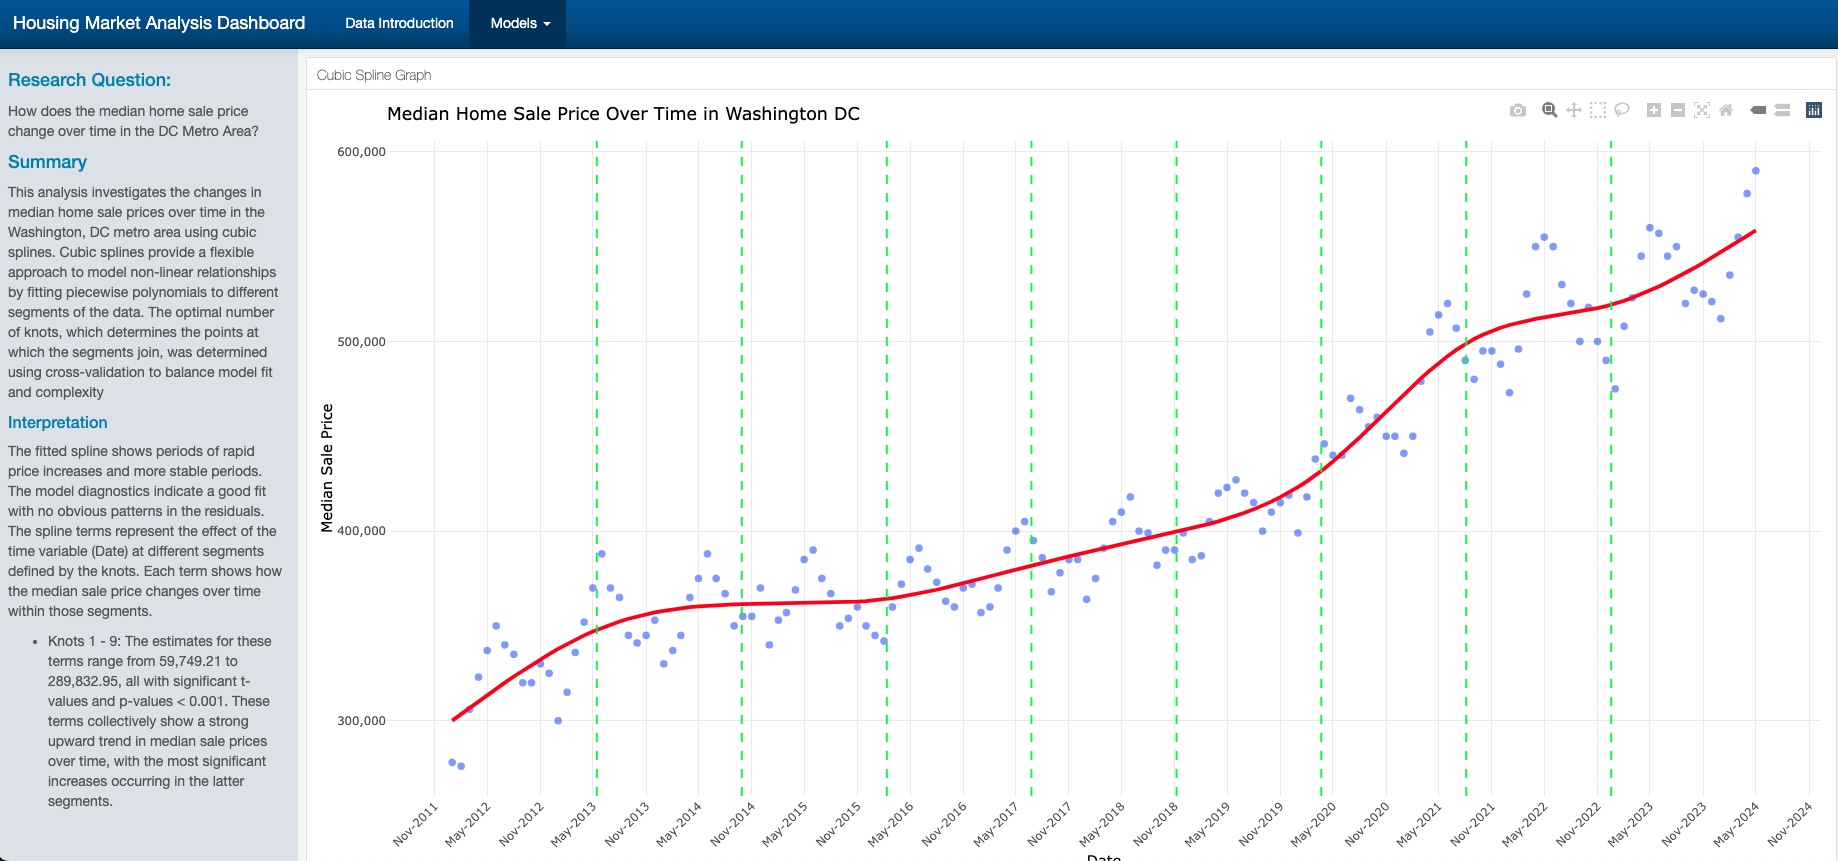 Housing Market Analysis Dashboard
Data Introduction
Models
Research Question:
How does the median home sale price
change over time in the DC Metro Area?
Summary
This analysis investigates the changes in
median home sale prices over time in the
Washington, DC metro area using cubic
splines. Cubic splines provide a flexible
approach to model non-linear relationships
by fitting piecewise polynomials to different
segments of the data. The optimal number
of knots, which determines the points at
which the segments join, was determined
using cross-validation to balance model fit
and complexity
Interpretation
The fitted spline shows periods of rapid
price increases and more stable periods.
The model diagnostics indicate a good fit
with no obvious patterns in the residuals.
The spline terms represent the effect of the
time variable (Date) at different segments
defined by the knots. Each term shows how
the median sale price changes over time
within those segments.
• Knots 1 - 9: The estimates for these
terms range from 59,749.21 to
289,832.95, all with significant t-
values and p-values < 0.001. These
terms collectively show a strong
upward trend in median sale prices
over time, with the most significant
increases occurring in the latter
segments.
Cubic Spline Graph
Median Home Sale Price Over Time in Washington DC
600,000
500,000
400,000
300,000
Median Sale Price
Nov-2011
May-2012
Nov-2012
May-2013
Nov-2013
May-2014
Nov-2014
May-2015
Nov-2015
May-2016
Nov-2016
May-2017
Nov-2017
May-2018
Nov-2018
May-2019
Nov-2019
May-2020
Nov-2020
May-2021
Nov-2021
May-2022
Nov-2022
May-2023
Nov-2023
May-2024
Nov-2024
Date